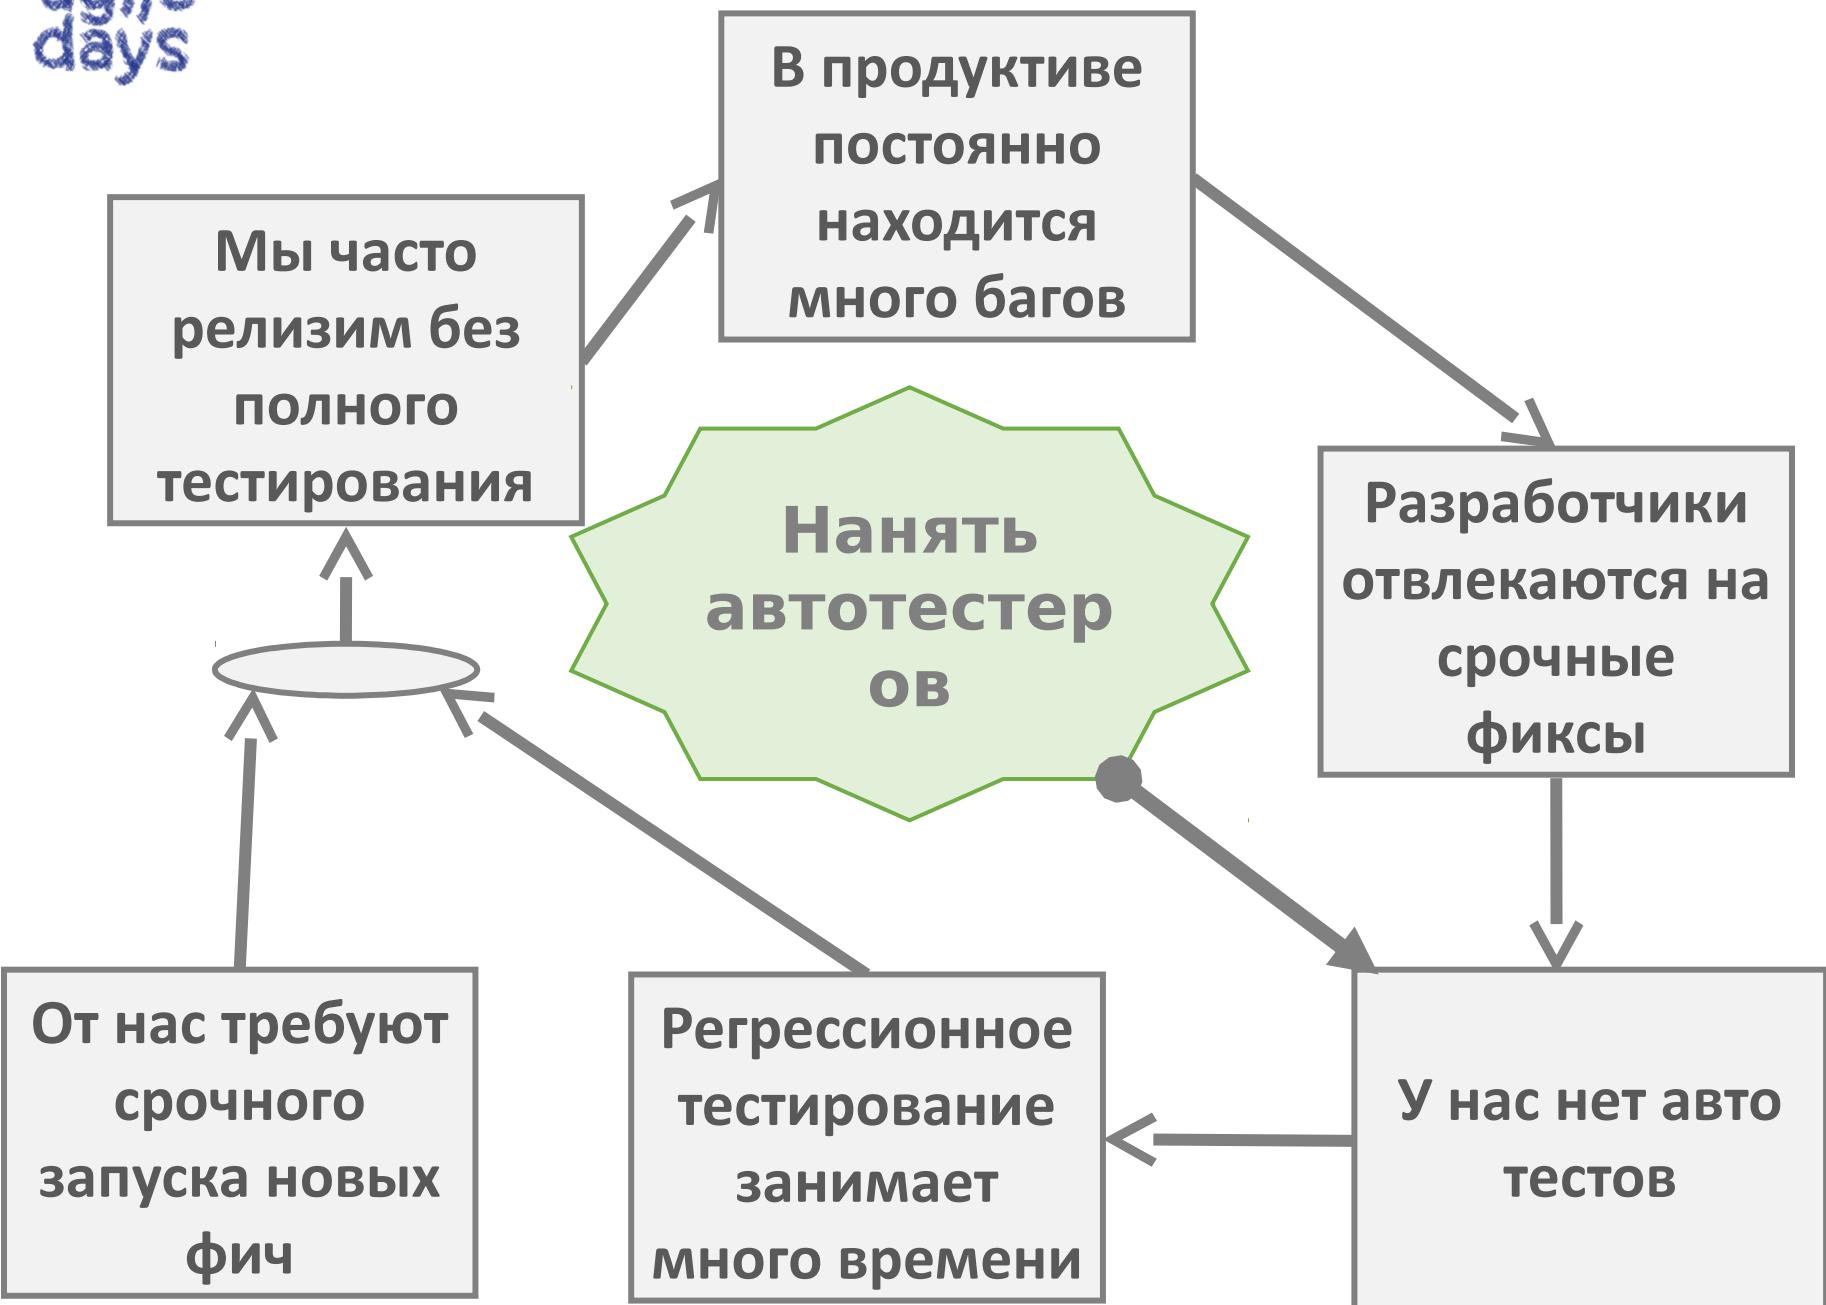 agile
days
В продуктиве
постоянно
находится
много багов
Мы часто
релизим без
полного
тестирования
Нанять
автотестер
ов
Разработчики
отвлекаются на
срочные
фиксы
От нас требуют
срочного
запуска новых
фич
Регрессионное
тестирование
занимает
много времени
У нас нет авто
тестов